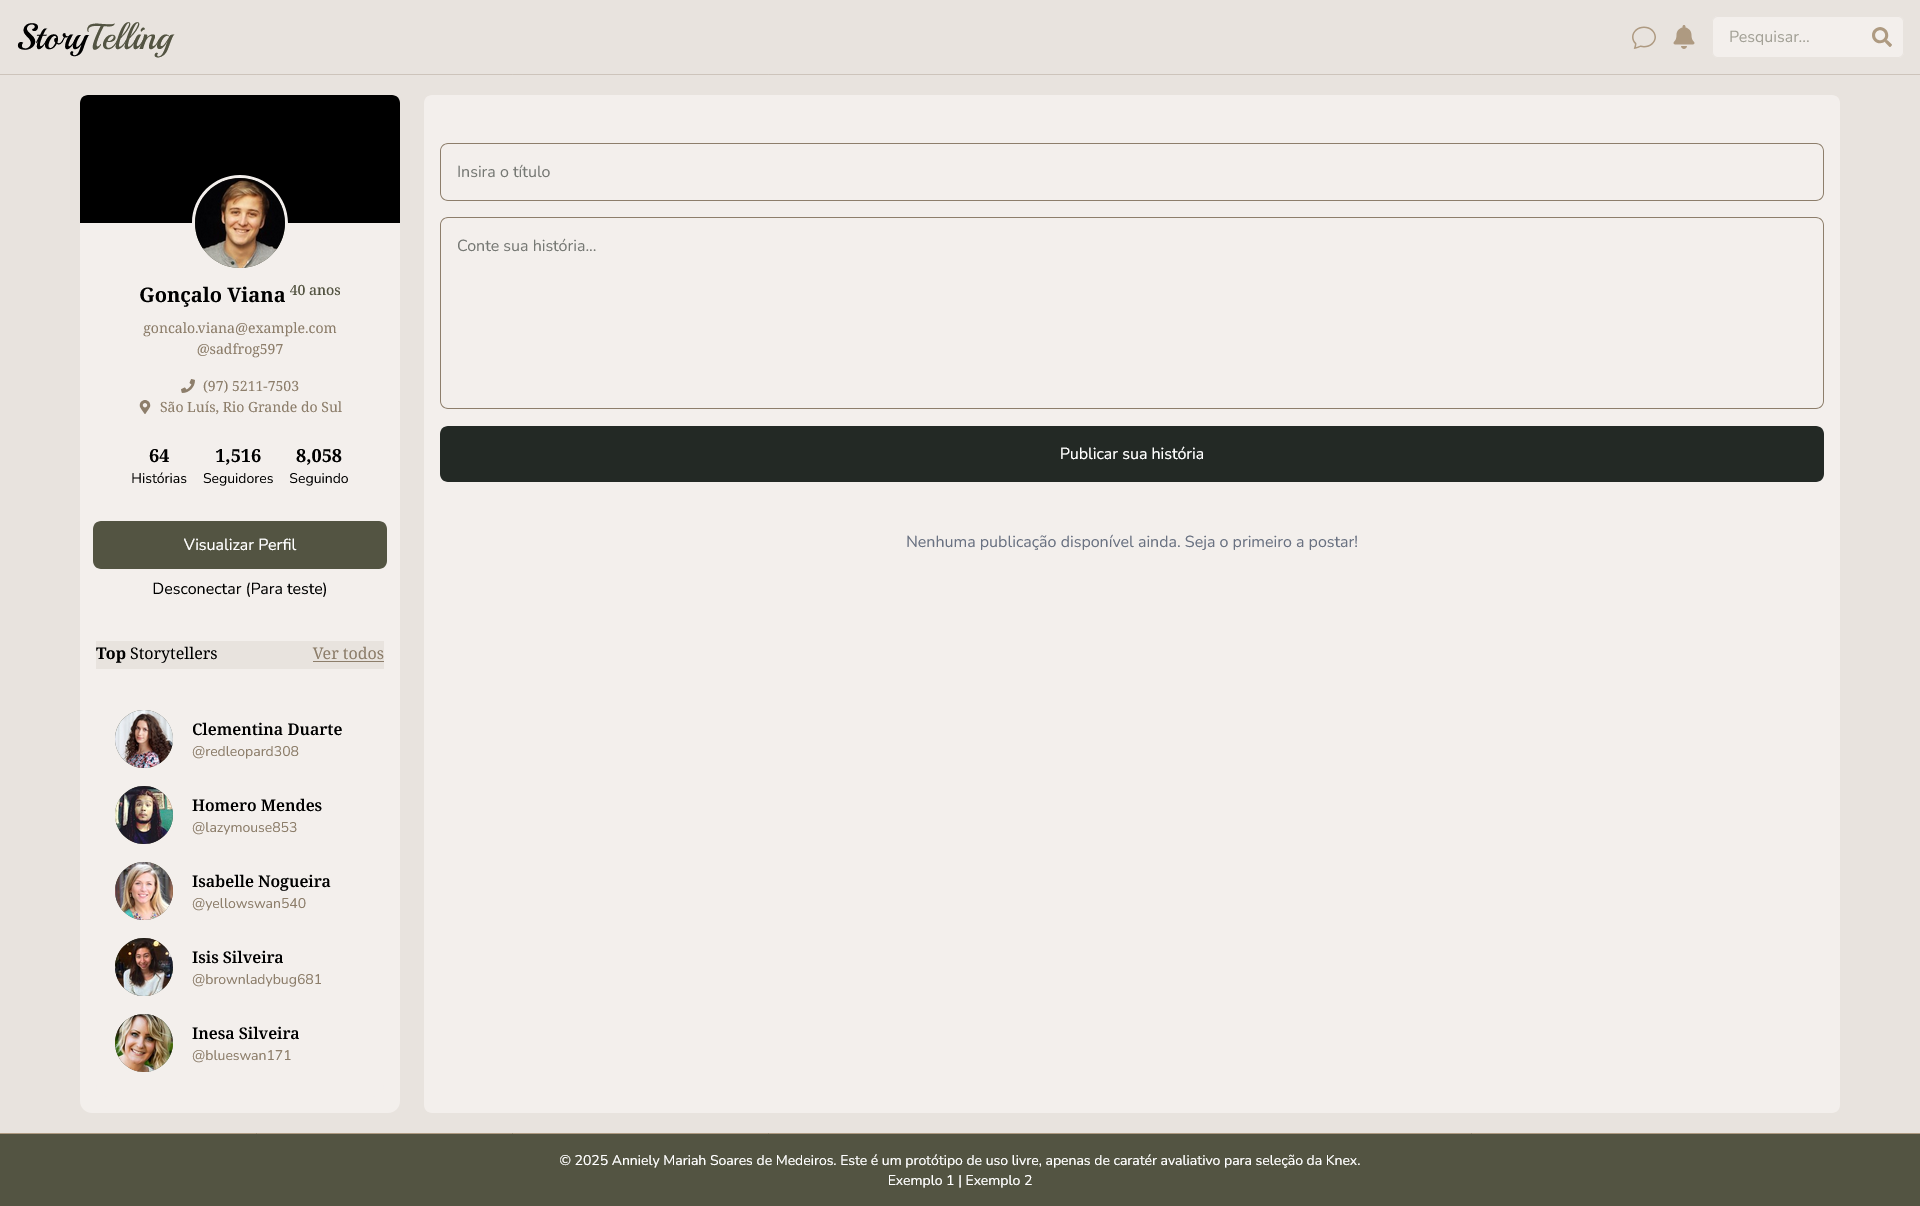 StoryTelling
Pesquisar...
Gonçalo Viana 40 anos
goncalo.viana@example.com
@sadfrog597
(97) 5211-7503
São Luís, Rio Grande do Sul
64 1,516 8,058
Histórias Seguidores Seguindo
Visualizar Perfil
Desconectar (Para teste)
Top Storytellers Ver todos
Clementina Duarte
@redleopard308
Homero Mendes
@lazymouse853
Isabelle Nogueira
@yellowswan540
Isis Silveira
@brownladybug681
Inesa Silveira
@blueswan171
Insira o título
Conte sua história...
Publicar sua história
Nenhuma publicação disponível ainda. Seja o primeiro a postar!
© 2025 Anniely Mariah Soares de Medeiros. Este é um protótipo de uso livre, apenas de caratér avaliativo para seleção da Knex.
Exemplo 1 | Exemplo 2